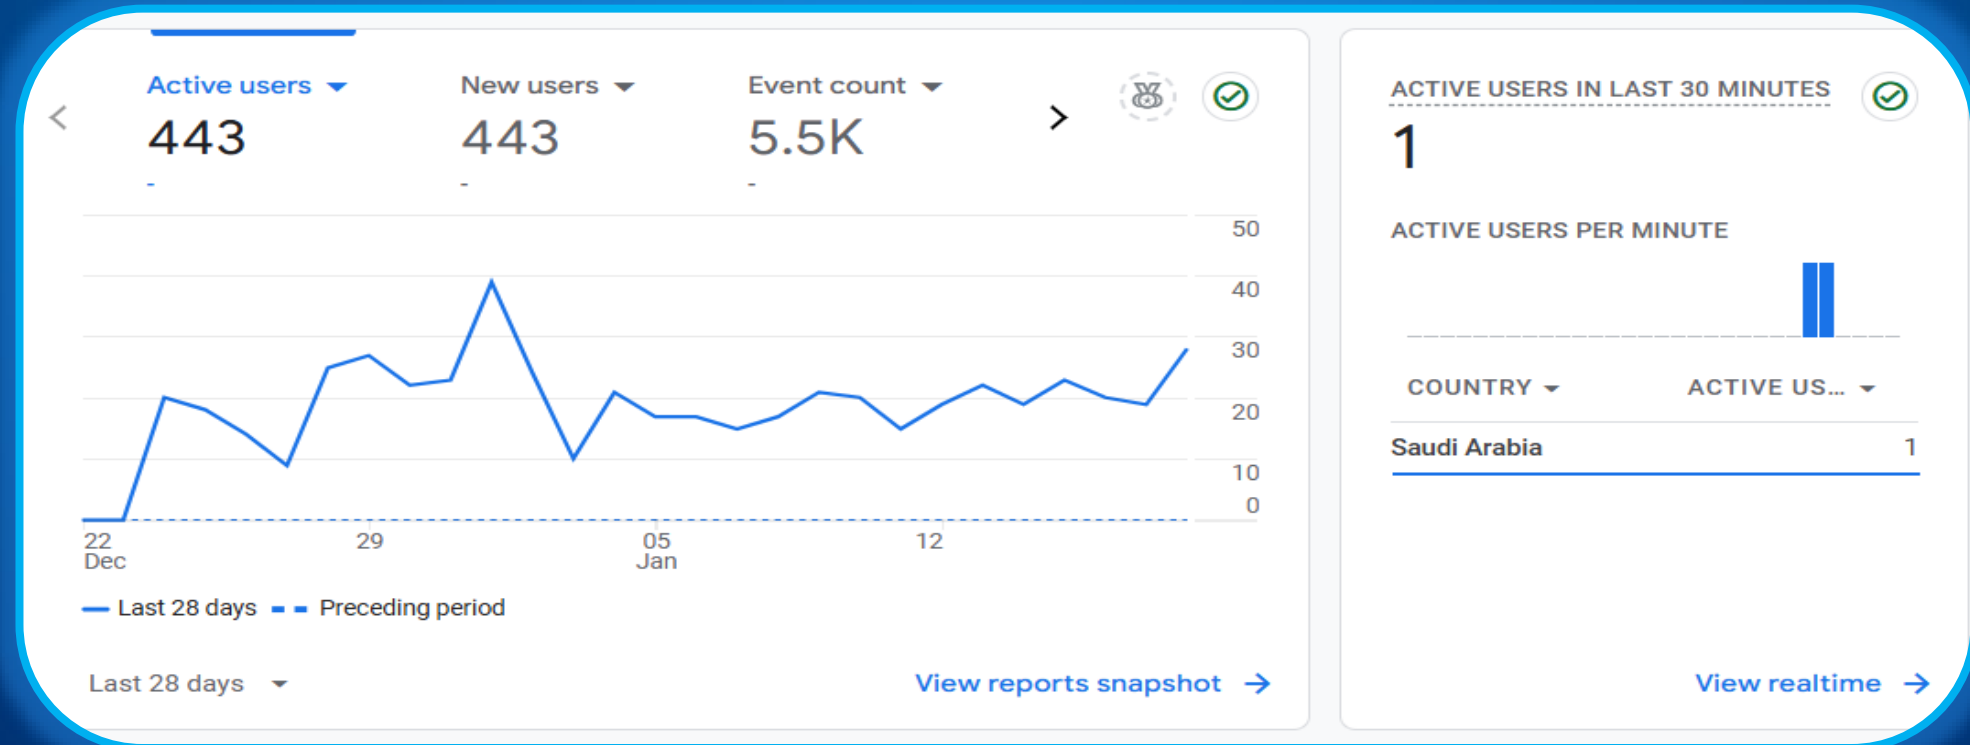 Active users
443
-
New users
443
-
Event count
5.5K
-
50
40
30
20
10
0
22
Dec
29
05
Jan
12
Last 28 days
Preceding period
Last 28 days
View reports snapshot
ACTIVE USERS IN LAST 30 MINUTES
1
ACTIVE USERS PER MINUTE
COUNTRY
ACTIVE US...
Saudi Arabia
1
View realtime